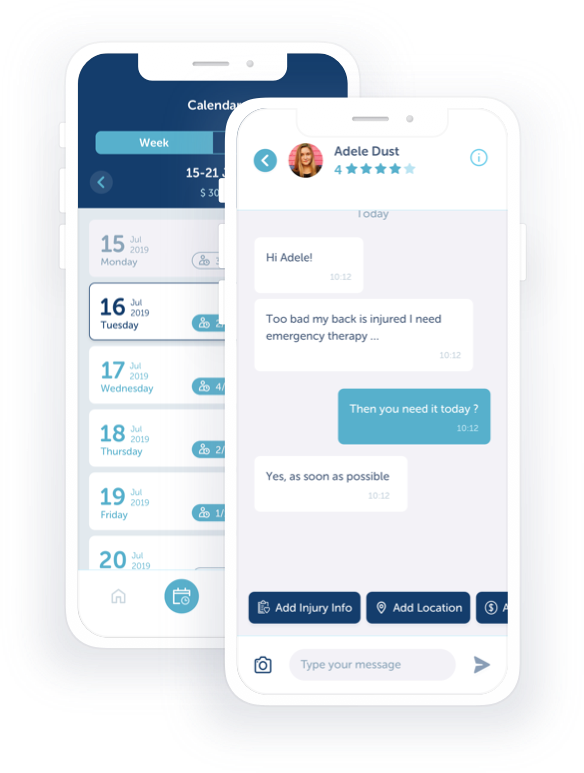 Calendar
Week
15-21 J
$ 30
15 Jul 2019
Monday
16 Jul 2019
Tuesday
17 Jul 2019
Wednesday
4/
18 Jul 2019
Thursday
2/
19 Jul 2019
Friday
1/
20 Jul 2019
Adele Dust
4
Today
Hi Adele!
10:12
Too bad my back is injured I need
emergency therapy ...
10:12
Then you need it today ?
10:12
Yes, as soon as possible
10:12
Add Injury Info
Add Location
$
Type your message